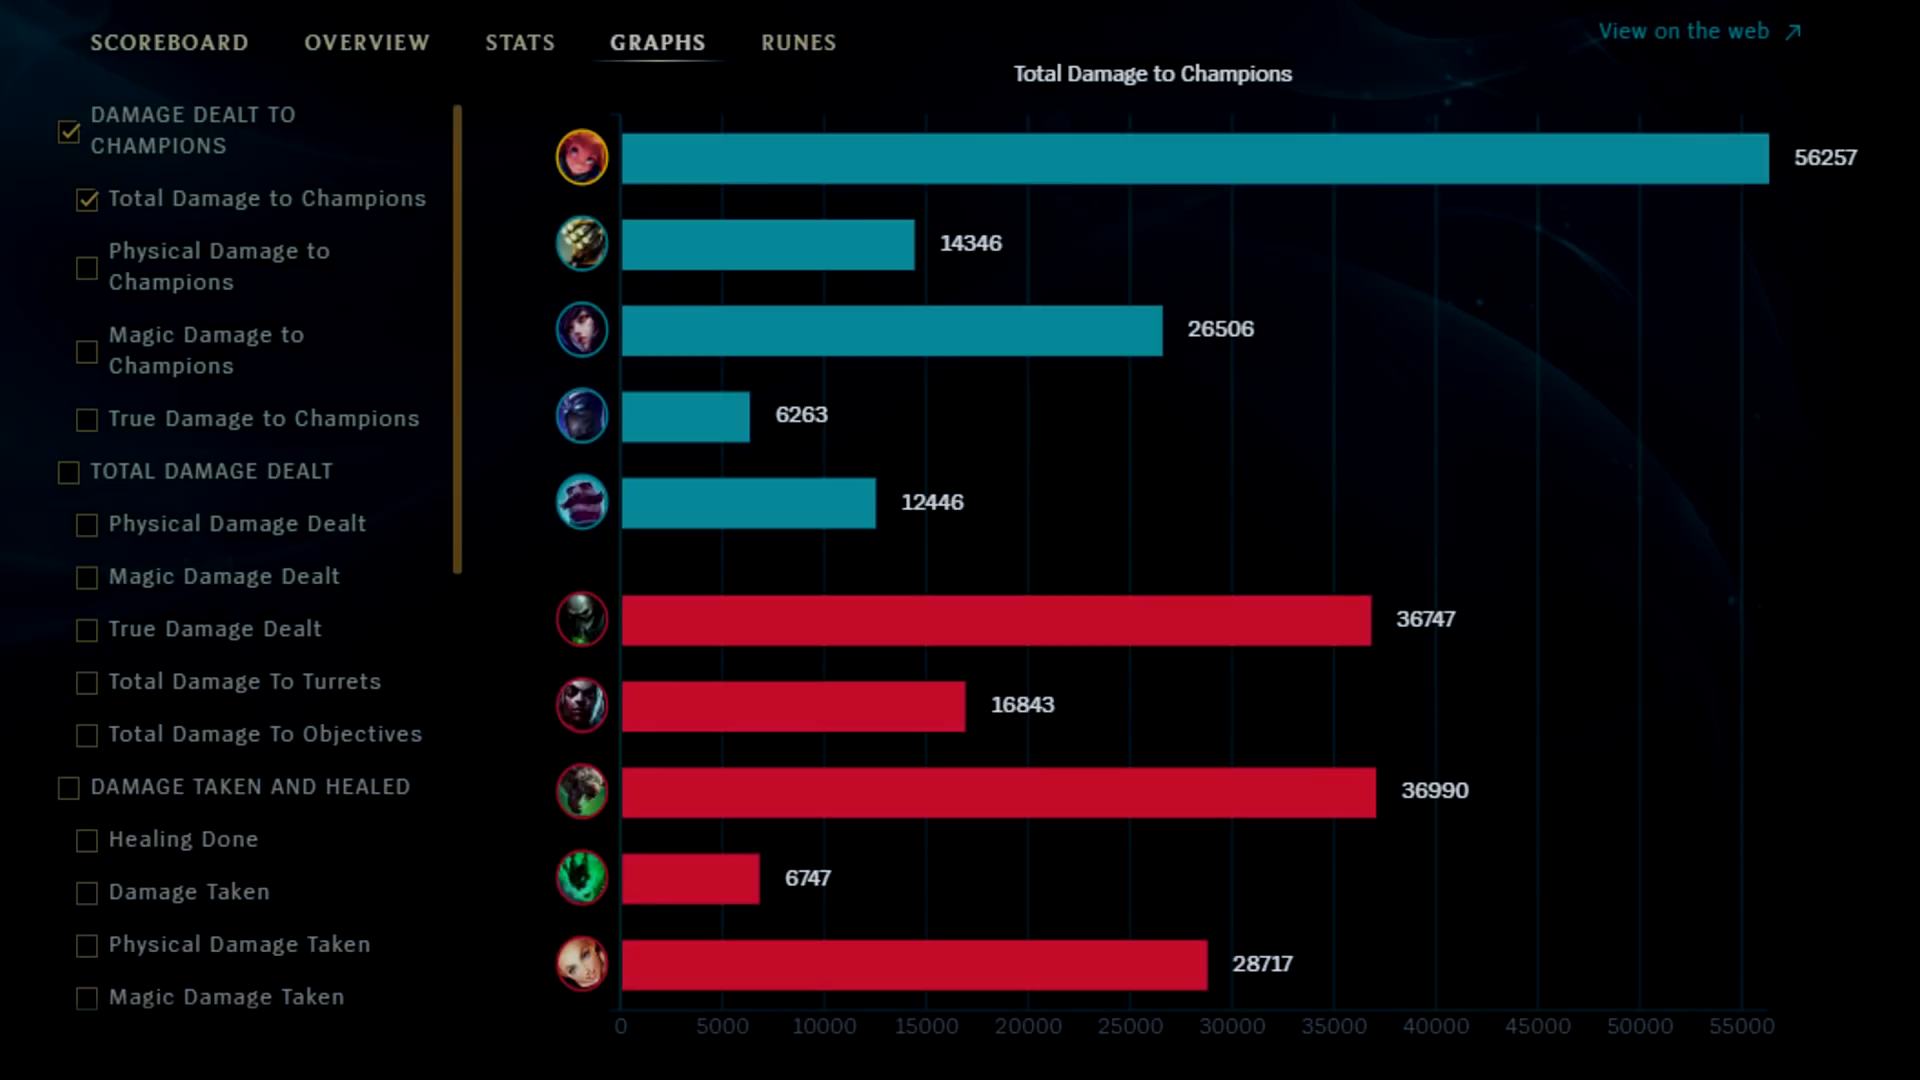 SCOREBOARD OVERVIEW STATS GRAPHS RUNES
View on the web
Total Damage to Champions
DAMAGE DEALT TO
CHAMPIONS
Total Damage to Champions
Physical Damage to
Champions
Magic Damage to
Champions
True Damage to Champions
TOTAL DAMAGE DEALT
Physical Damage Dealt
Magic Damage Dealt
True Damage Dealt
Total Damage To Turrets
Total Damage To Objectives
DAMAGE TAKEN AND HEALED
Healing Done
Damage Taken
Physical Damage Taken
Magic Damage Taken
56257
14346
26506
6263
12446
36747
16843
36990
6747
28717
0 5000 10000 15000 20000 25000 30000 35000 40000 45000 50000 55000